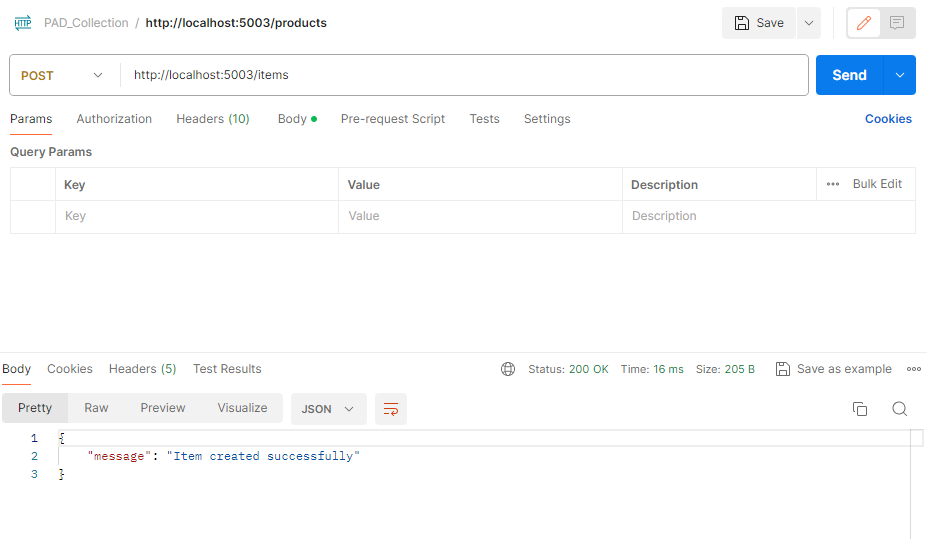 HTTP PAD_Collection / http://localhost:5003/products Save
POST http://localhost:5003/items Send
Params Authorization Headers (10) Body Pre-request Script Tests Settings Cookies
Query Params
Key Value Description Bulk Edit
Key Value Description
Body Cookies Headers (5) Test Results Status: 200 OK Time: 16 ms Size: 205 B Save as example
Pretty Raw Preview Visualize JSON
1 {
2 "message": "Item created successfully"
3 }